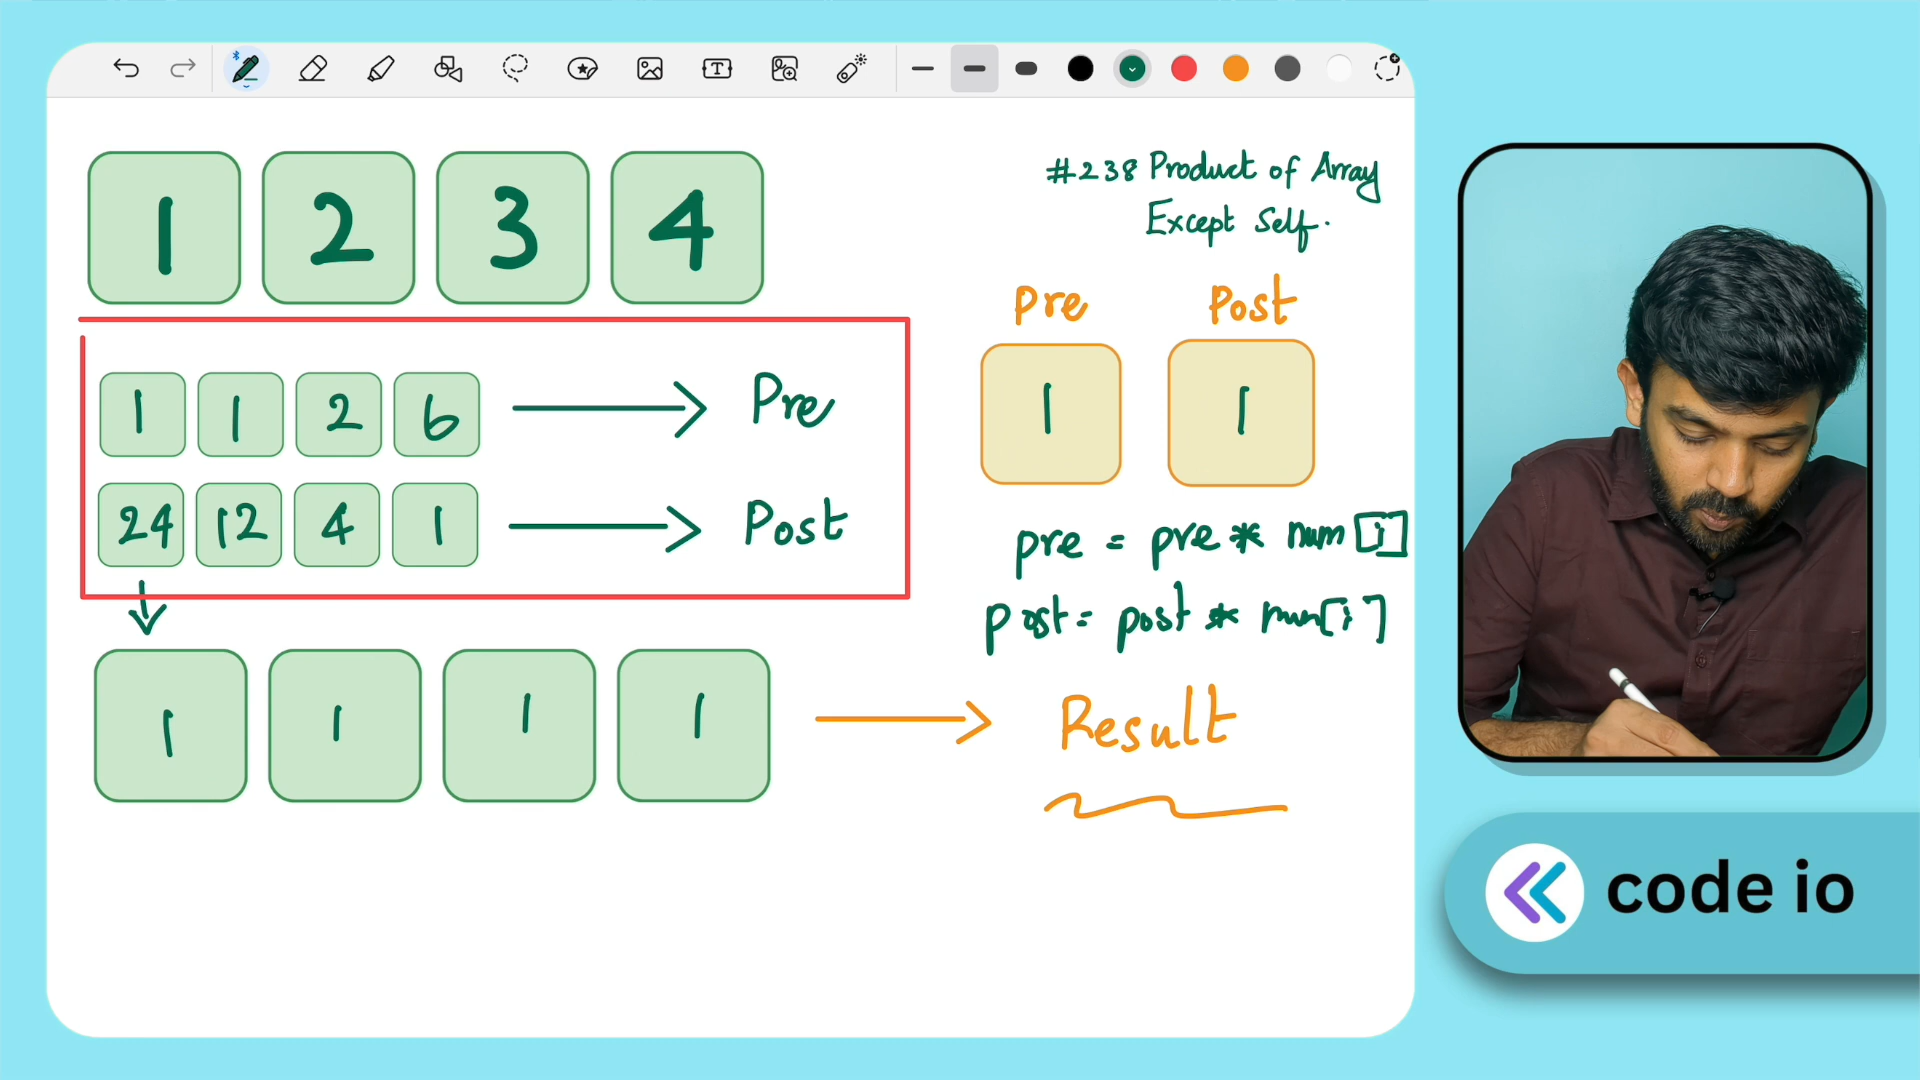 1 2 3 4
#238 Product of Array
Except Self.
Pre Post
1 1
1 1 2 6 Pre
24 12 4 1 Post
pre = pre * num[i]
post = post * num[i]
1 1 1 1 Result
code io